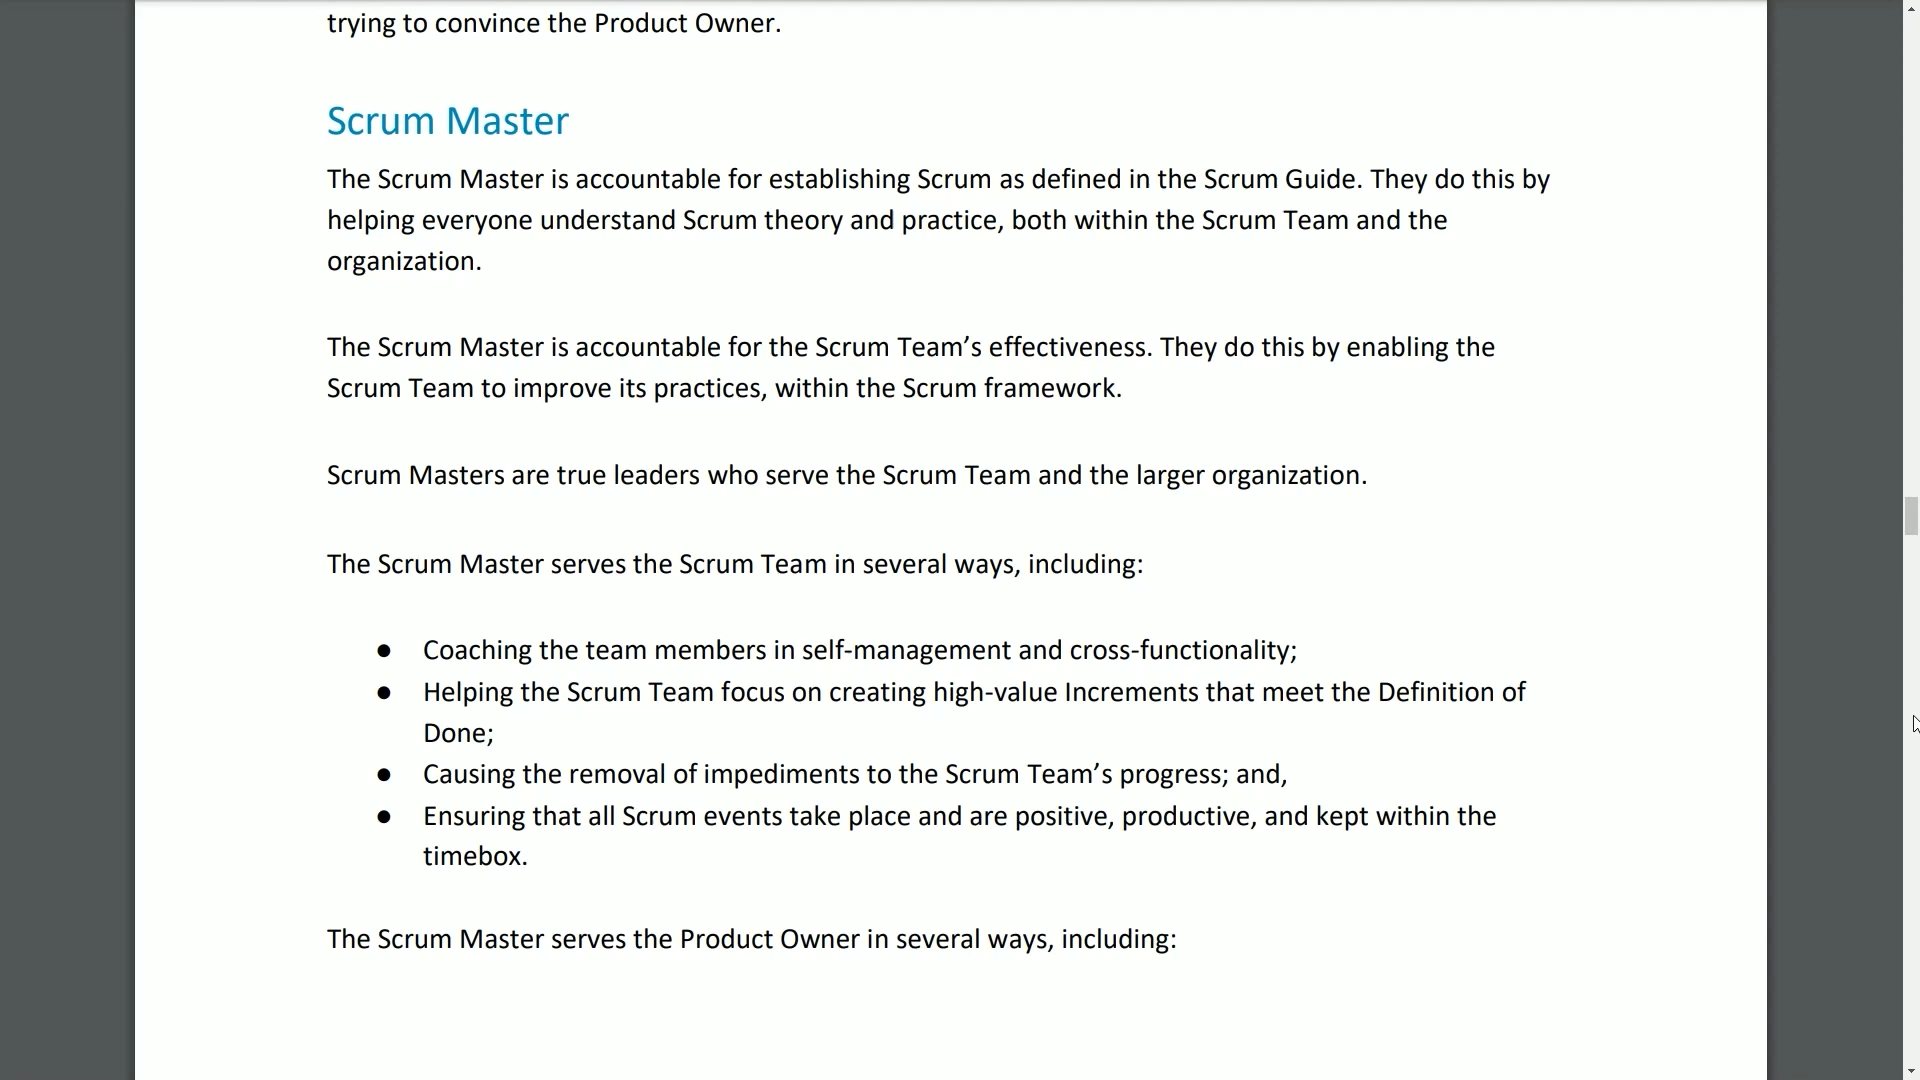 trying to convince the Product Owner.
Scrum Master
The Scrum Master is accountable for establishing Scrum as defined in the Scrum Guide. They do this by
helping everyone understand Scrum theory and practice, both within the Scrum Team and the
organization.
The Scrum Master is accountable for the Scrum Team’s effectiveness. They do this by enabling the
Scrum Team to improve its practices, within the Scrum framework.
Scrum Masters are true leaders who serve the Scrum Team and the larger organization.
The Scrum Master serves the Scrum Team in several ways, including:
● Coaching the team members in self-management and cross-functionality;
● Helping the Scrum Team focus on creating high-value Increments that meet the Definition of
Done;
● Causing the removal of impediments to the Scrum Team’s progress; and,
● Ensuring that all Scrum events take place and are positive, productive, and kept within the
timebox.
The Scrum Master serves the Product Owner in several ways, including: